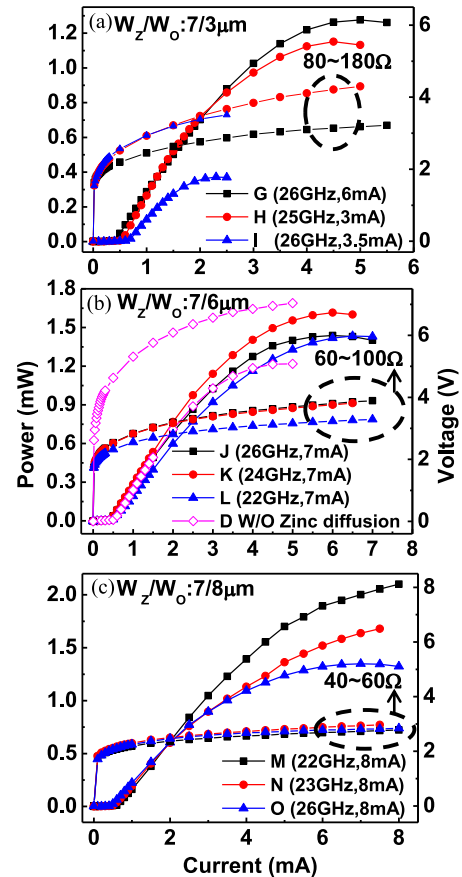 (a) W_Z/W_O:7/3μm
80~180Ω
G (26GHz,6mA)
H (25GHz,3mA)
I (26GHz,3.5mA)
1.2
1.0
0.8
0.6
0.4
0.2
0.0
6
4
2
0
0 1 2 3 4 5
(b) W_Z/W_O:7/6μm
60~100Ω
J (26GHz,7mA)
K (24GHz,7mA)
L (22GHz,7mA)
D W/O Zinc diffusion
1.8
1.5
1.2
0.9
0.6
0.3
0.0
7
6
5
4
3
2
1
0
0 1 2 3 4 5 6 7
Power (mW)
Voltage (V)
(c) W_Z/W_O:7/8μm
40~60Ω
M (22GHz,8mA)
N (23GHz,8mA)
O (26GHz,8mA)
2.0
1.5
1.0
0.5
0.0
8
6
4
2
0
0 2 4 6 8
Current (mA)